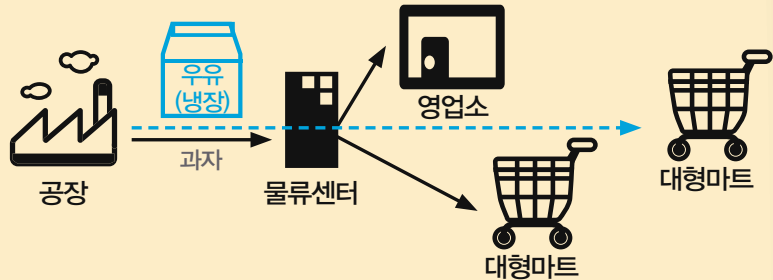 우유
(냉장)
영업소
과자
공장
물류센터
대형마트
대형마트